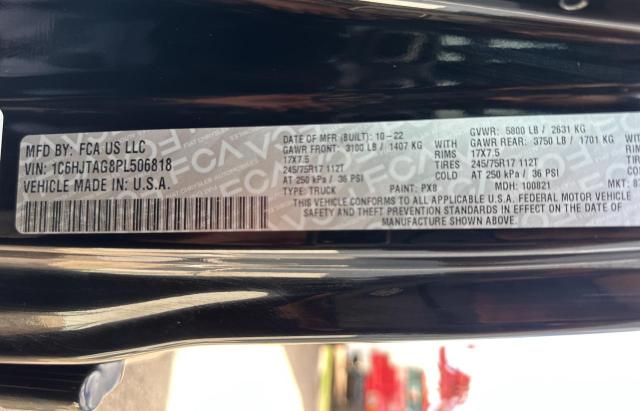 MFD BY: FCA US LLC
VIN: 1C6HJTAG8PL506818
VEHICLE MADE IN U.S.A.
DATE OF MFR (BUILT): 10-22 GVWR: 5800 LB / 2631 KG
GAWR FRONT: 3100 LB / 1407 KG WITH GAWR REAR: 3750 LB / 1701 KG
17X7.5 RIMS 17X7.5
245/75R17 112T TIRES 245/75R17 112T
AT 250 kPa / 36 PSI COLD AT 250 kPa / 36 PSI
TYPE: TRUCK PAINT: PX8 MDH: 100821 MKT:
THIS VEHICLE CONFORMS TO ALL APPLICABLE U.S.A. FEDERAL MOTOR VEHICLE
SAFETY AND THEFT PREVENTION STANDARDS IN EFFECT ON THE DATE OF
MANUFACTURE SHOWN ABOVE.